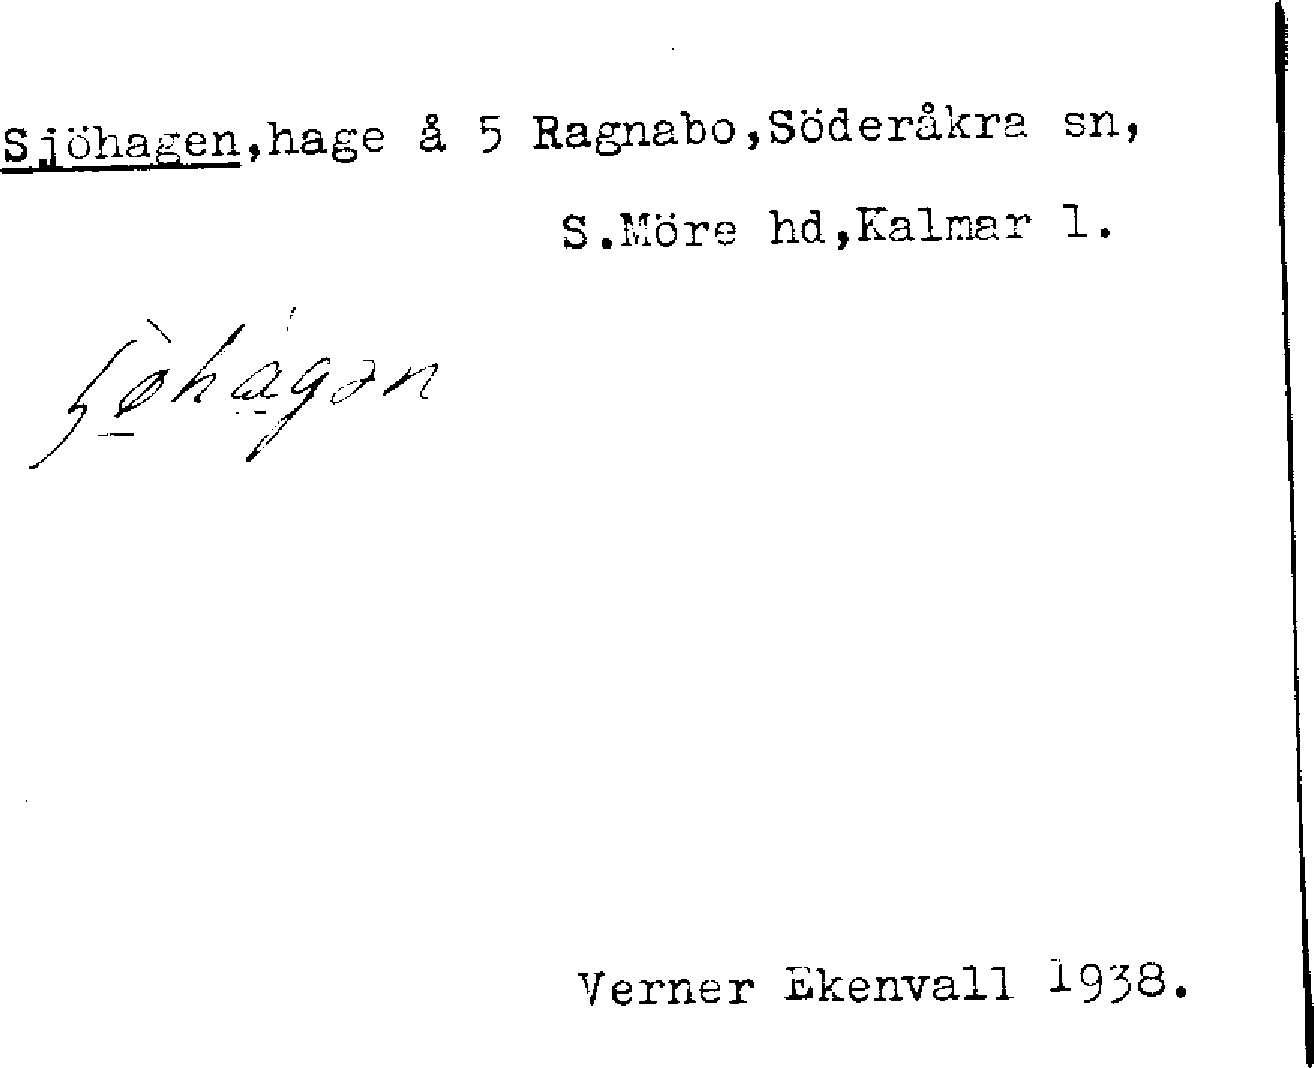 Sjöhagen,hage å 5 Ragnabo,Söderåkra sn,
S.Möre hd,Kalmar l.
Verner Ekenvall 1938.